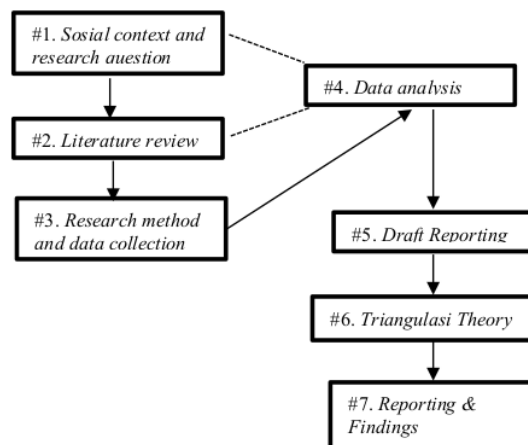 #1. Sosial context and
research auestion
#2. Literature review
#3. Research method
and data collection
#4. Data analysis
#5. Draft Reporting
#6. Triangulasi Theory
#7. Reporting &
Findings